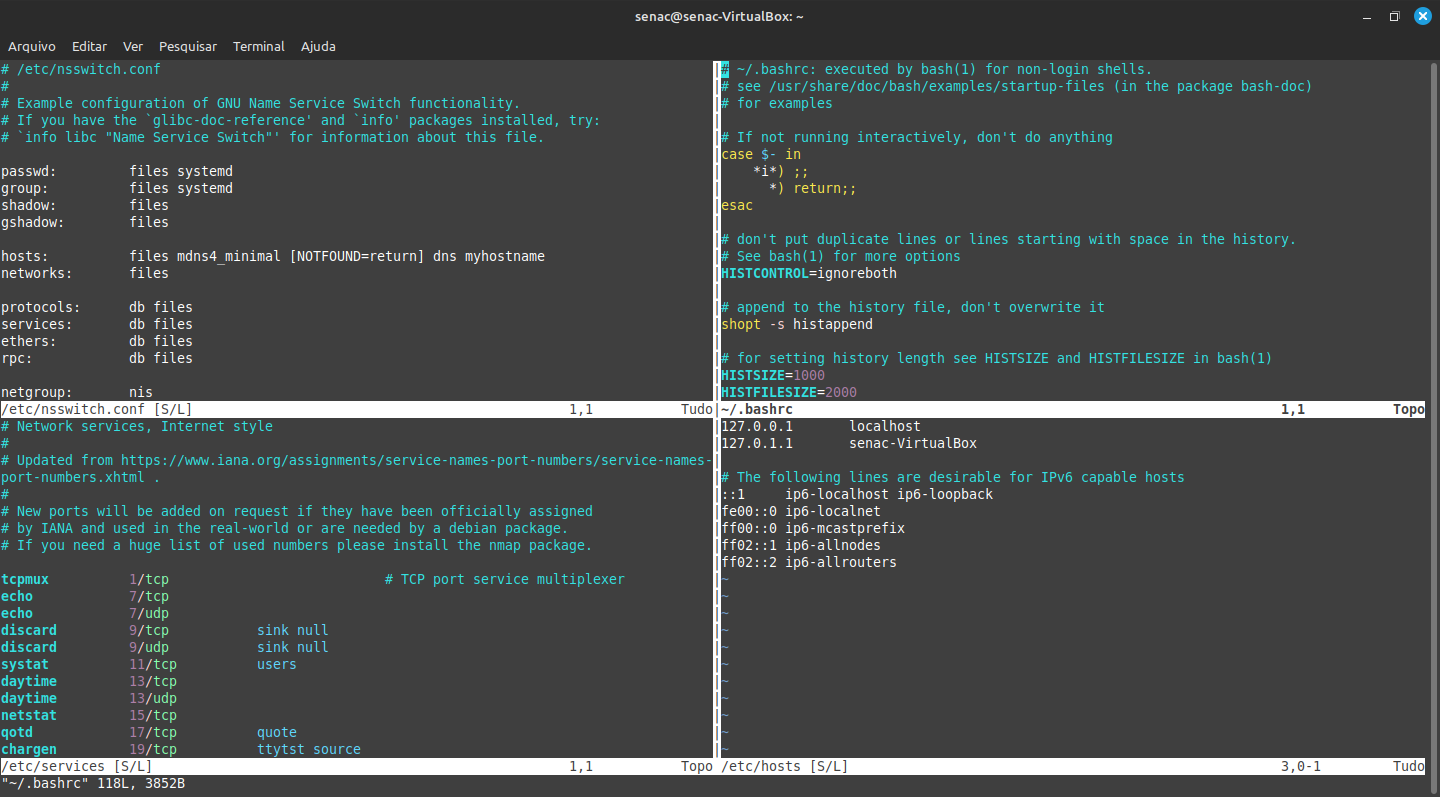 senac@senac-VirtualBox: ~
Arquivo Editar Ver Pesquisar Terminal Ajuda
# /etc/nsswitch.conf
#
# Example configuration of GNU Name Service Switch functionality.
# If you have the `glibc-doc-reference' and `info' packages installed, try:
# `info libc "Name Service Switch"' for information about this file.

passwd:         files systemd
group:          files systemd
shadow:         files
gshadow:        files

hosts:          files mdns4_minimal [NOTFOUND=return] dns myhostname
networks:       files

protocols:      db files
services:       db files
ethers:         db files
rpc:            db files

netgroup:       nis
/etc/nsswitch.conf [S/L] 1,1 Tudo
# ~/.bashrc: executed by bash(1) for non-login shells.
# see /usr/share/doc/bash/examples/startup-files (in the package bash-doc)
# for examples

# If not running interactively, don't do anything
case $- in
    *i*) ;;
      *) return;;
esac

# don't put duplicate lines or lines starting with space in the history.
# See bash(1) for more options
HISTCONTROL=ignoreboth

# append to the history file, don't overwrite it
shopt -s histappend

# for setting history length see HISTSIZE and HISTFILESIZE in bash(1)
HISTSIZE=1000
HISTFILESIZE=2000
~/.bashrc 1,1 Topo
# Network services, Internet style
#
# Updated from https://www.iana.org/assignments/service-names-port-numbers/service-names-
port-numbers.xhtml .
#
# New ports will be added on request if they have been officially assigned
# by IANA and used in the real-world or are needed by a debian package.
# If you need a huge list of used numbers please install the nmap package.

tcpmux          1/tcp                           # TCP port service multiplexer
echo            7/tcp
echo            7/udp
discard         9/tcp           sink null
discard         9/udp           sink null
systat          11/tcp          users
daytime         13/tcp
daytime         13/udp
netstat         15/tcp
qotd            17/tcp          quote
chargen         19/tcp          ttytst source
/etc/services [S/L] 1,1 Topo
127.0.0.1       localhost
127.0.1.1       senac-VirtualBox

# The following lines are desirable for IPv6 capable hosts
::1     ip6-localhost ip6-loopback
fe00::0 ip6-localnet
ff00::0 ip6-mcastprefix
ff02::1 ip6-allnodes
ff02::2 ip6-allrouters
~
~
~
~
~
~
~
~
~
~
~
/etc/hosts [S/L] 3,0-1 Tudo
"~/.bashrc" 118L, 3852B